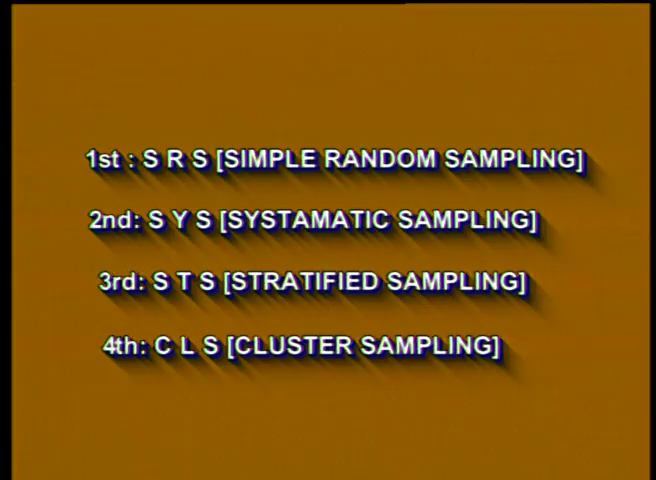 1st : S R S [SIMPLE RANDOM SAMPLING]
2nd: S Y S [SYSTAMATIC SAMPLING]
3rd: S T S [STRATIFIED SAMPLING]
4th: C L S [CLUSTER SAMPLING]